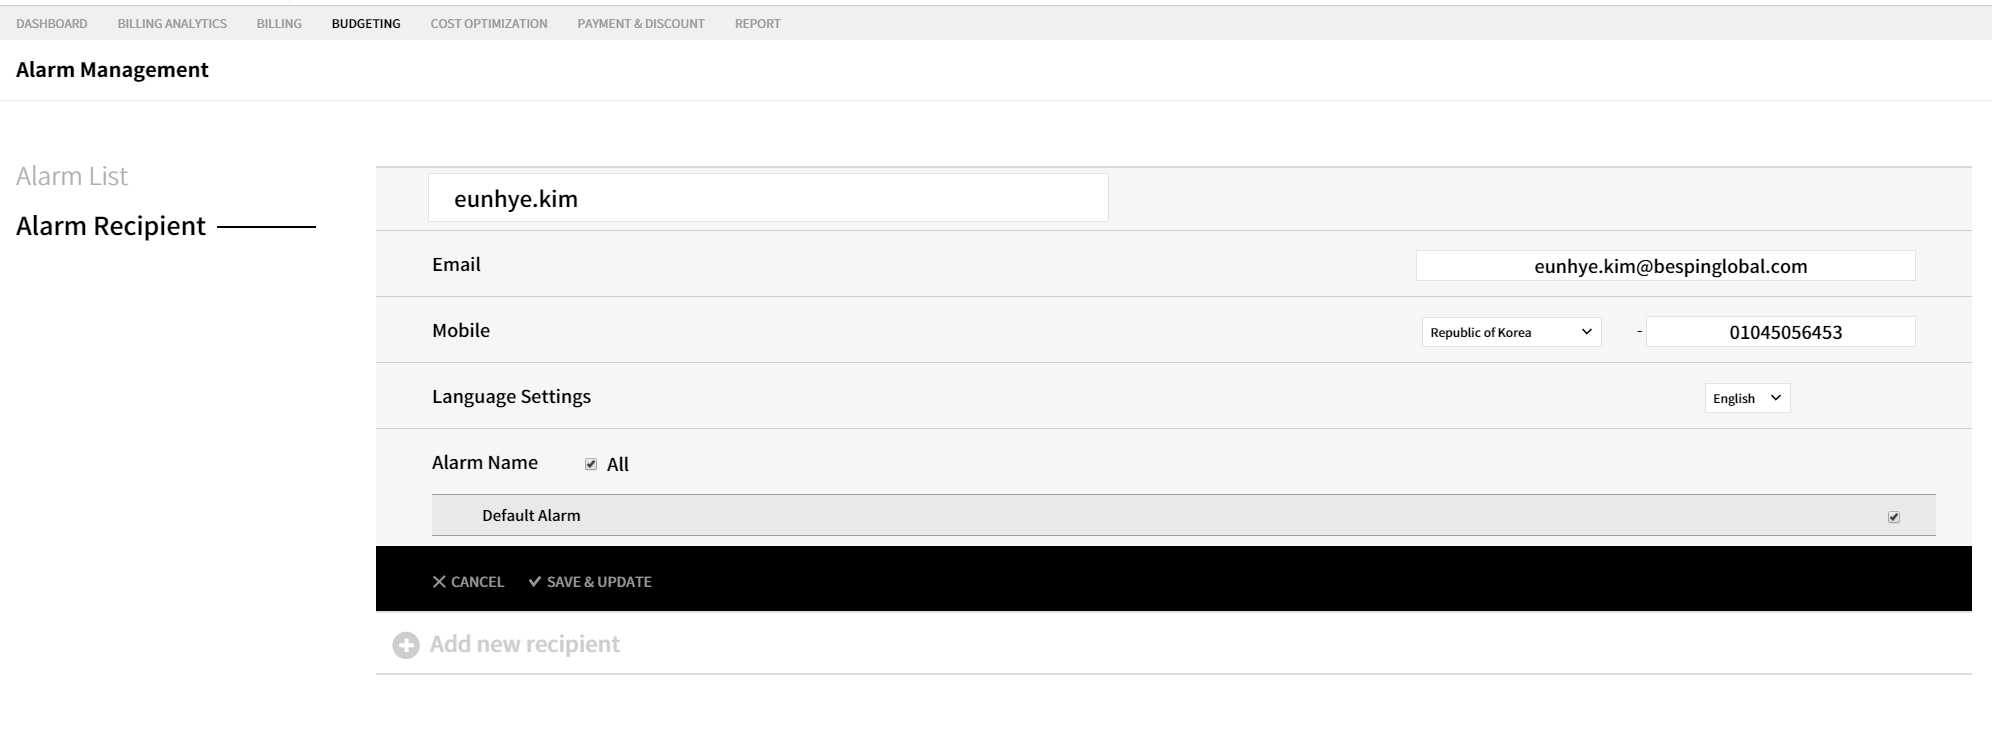 DASHBOARD BILLING ANALYTICS BILLING BUDGETING COST OPTIMIZATION PAYMENT & DISCOUNT REPORT
Alarm Management
Alarm List
Alarm Recipient
eunhye.kim
Email eunhye.kim@bespinglobal.com
Mobile Republic of Korea - 01045056453
Language Settings English
Alarm Name All
Default Alarm
CANCEL SAVE & UPDATE
Add new recipient